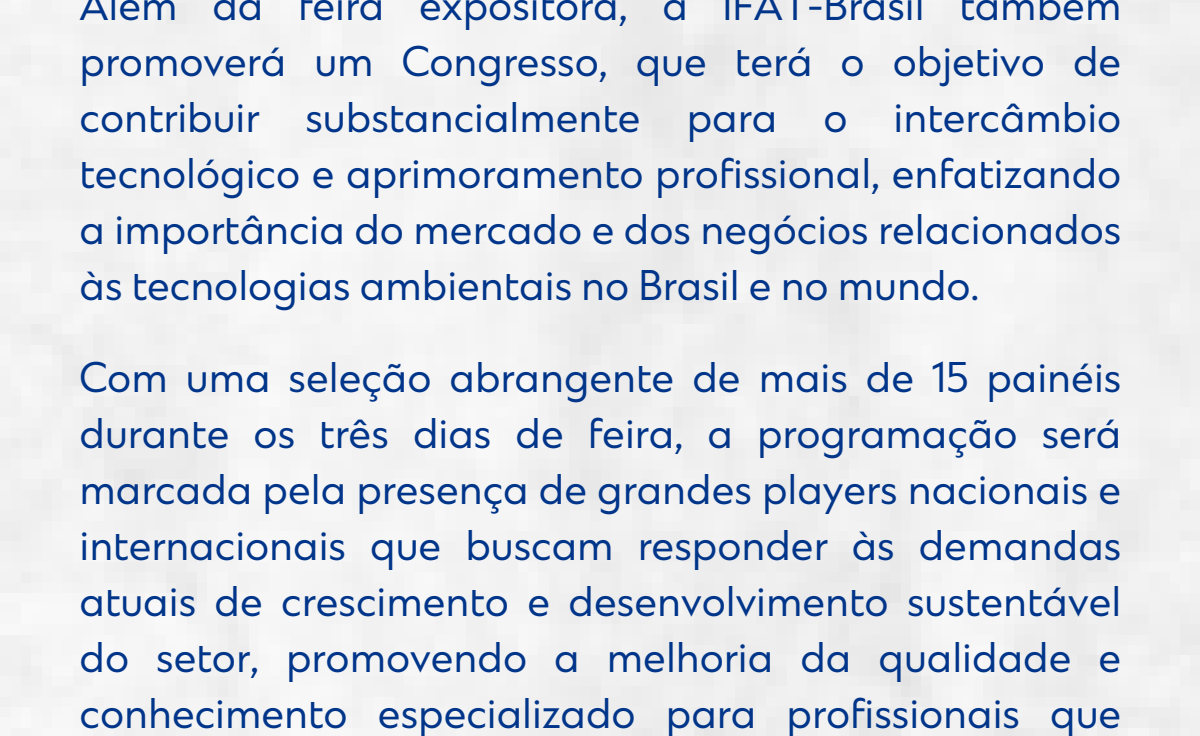 Além da feira expositora, a IFAT-Brasil também
promoverá um Congresso, que terá o objetivo de
contribuir substancialmente para o intercâmbio
tecnológico e aprimoramento profissional, enfatizando
a importância do mercado e dos negócios relacionados
às tecnologias ambientais no Brasil e no mundo.
Com uma seleção abrangente de mais de 15 painéis
durante os três dias de feira, a programação será
marcada pela presença de grandes players nacionais e
internacionais que buscam responder às demandas
atuais de crescimento e desenvolvimento sustentável
do setor, promovendo a melhoria da qualidade e
conhecimento especializado para profissionais que